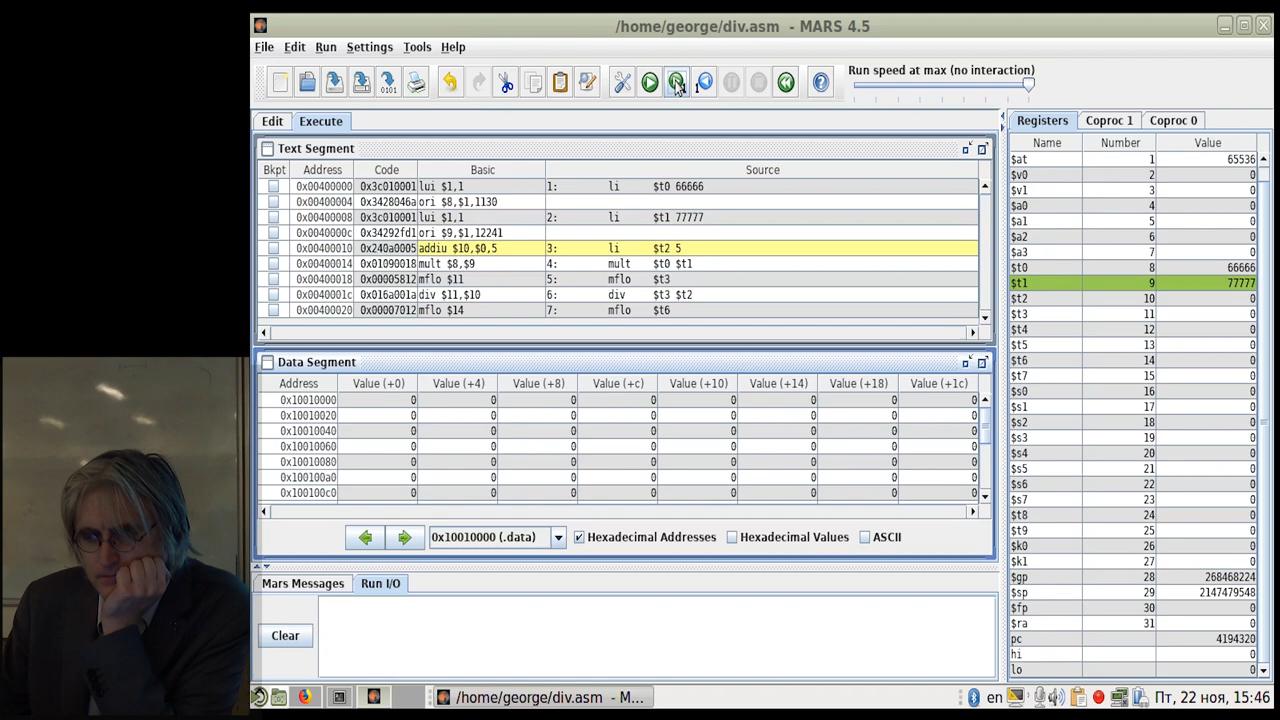 /home/george/div.asm - MARS 4.5
File Edit Run Settings Tools Help
Run speed at max (no interaction)
Edit Execute
Registers Coproc 1 Coproc 0
Text Segment
Bkpt Address Code Basic Source
0x00400000 0x3c010001 lui $1,1 1: li $t0 66666
0x00400004 0x3428046a ori $8,$1,1130
0x00400008 0x3c010001 lui $1,1 2: li $t1 77777
0x0040000c 0x34292fd1 ori $9,$1,12241
0x00400010 0x240a0005 addiu $10,$0,5 3: li $t2 5
0x00400014 0x01090018 mult $8,$9 4: mult $t0 $t1
0x00400018 0x00005812 mflo $11 5: mflo $t3
0x0040001c 0x016a001a div $11,$10 6: div $t3 $t2
0x00400020 0x00007012 mflo $14 7: mflo $t6
Data Segment
Address Value (+0) Value (+4) Value (+8) Value (+c) Value (+10) Value (+14) Value (+18) Value (+1c)
0x10010000 0 0 0 0 0 0 0 0
0x10010020 0 0 0 0 0 0 0 0
0x10010040 0 0 0 0 0 0 0 0
0x10010060 0 0 0 0 0 0 0 0
0x10010080 0 0 0 0 0 0 0 0
0x100100a0 0 0 0 0 0 0 0 0
0x100100c0 0 0 0 0 0 0 0 0
0x10010000 (.data) Hexadecimal Addresses Hexadecimal Values ASCII
Mars Messages Run I/O
Clear
Name Number Value
$at 1 65536
$v0 2 0
$v1 3 0
$a0 4 0
$a1 5 0
$a2 6 0
$a3 7 0
$t0 8 66666
$t1 9 77777
$t2 10 0
$t3 11 0
$t4 12 0
$t5 13 0
$t6 14 0
$t7 15 0
$s0 16 0
$s1 17 0
$s2 18 0
$s3 19 0
$s4 20 0
$s5 21 0
$s6 22 0
$s7 23 0
$t8 24 0
$t9 25 0
$k0 26 0
$k1 27 0
$gp 28 268468224
$sp 29 2147479548
$fp 30 0
$ra 31 0
pc 4194320
hi 0
lo 0
/home/george/div.asm - M... en Пт, 22 ноя, 15:46